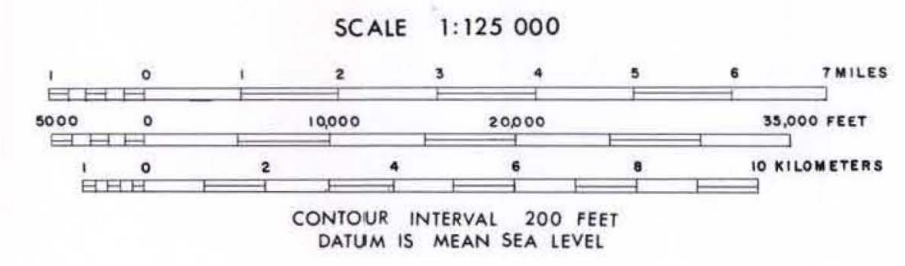 SCALE 1:125 000
1 0 1 2 3 4 5 6 7 MILES
5000 0 10,000 20,000 35,000 FEET
1 0 2 4 6 8 10 KILOMETERS
CONTOUR INTERVAL 200 FEET
DATUM IS MEAN SEA LEVEL